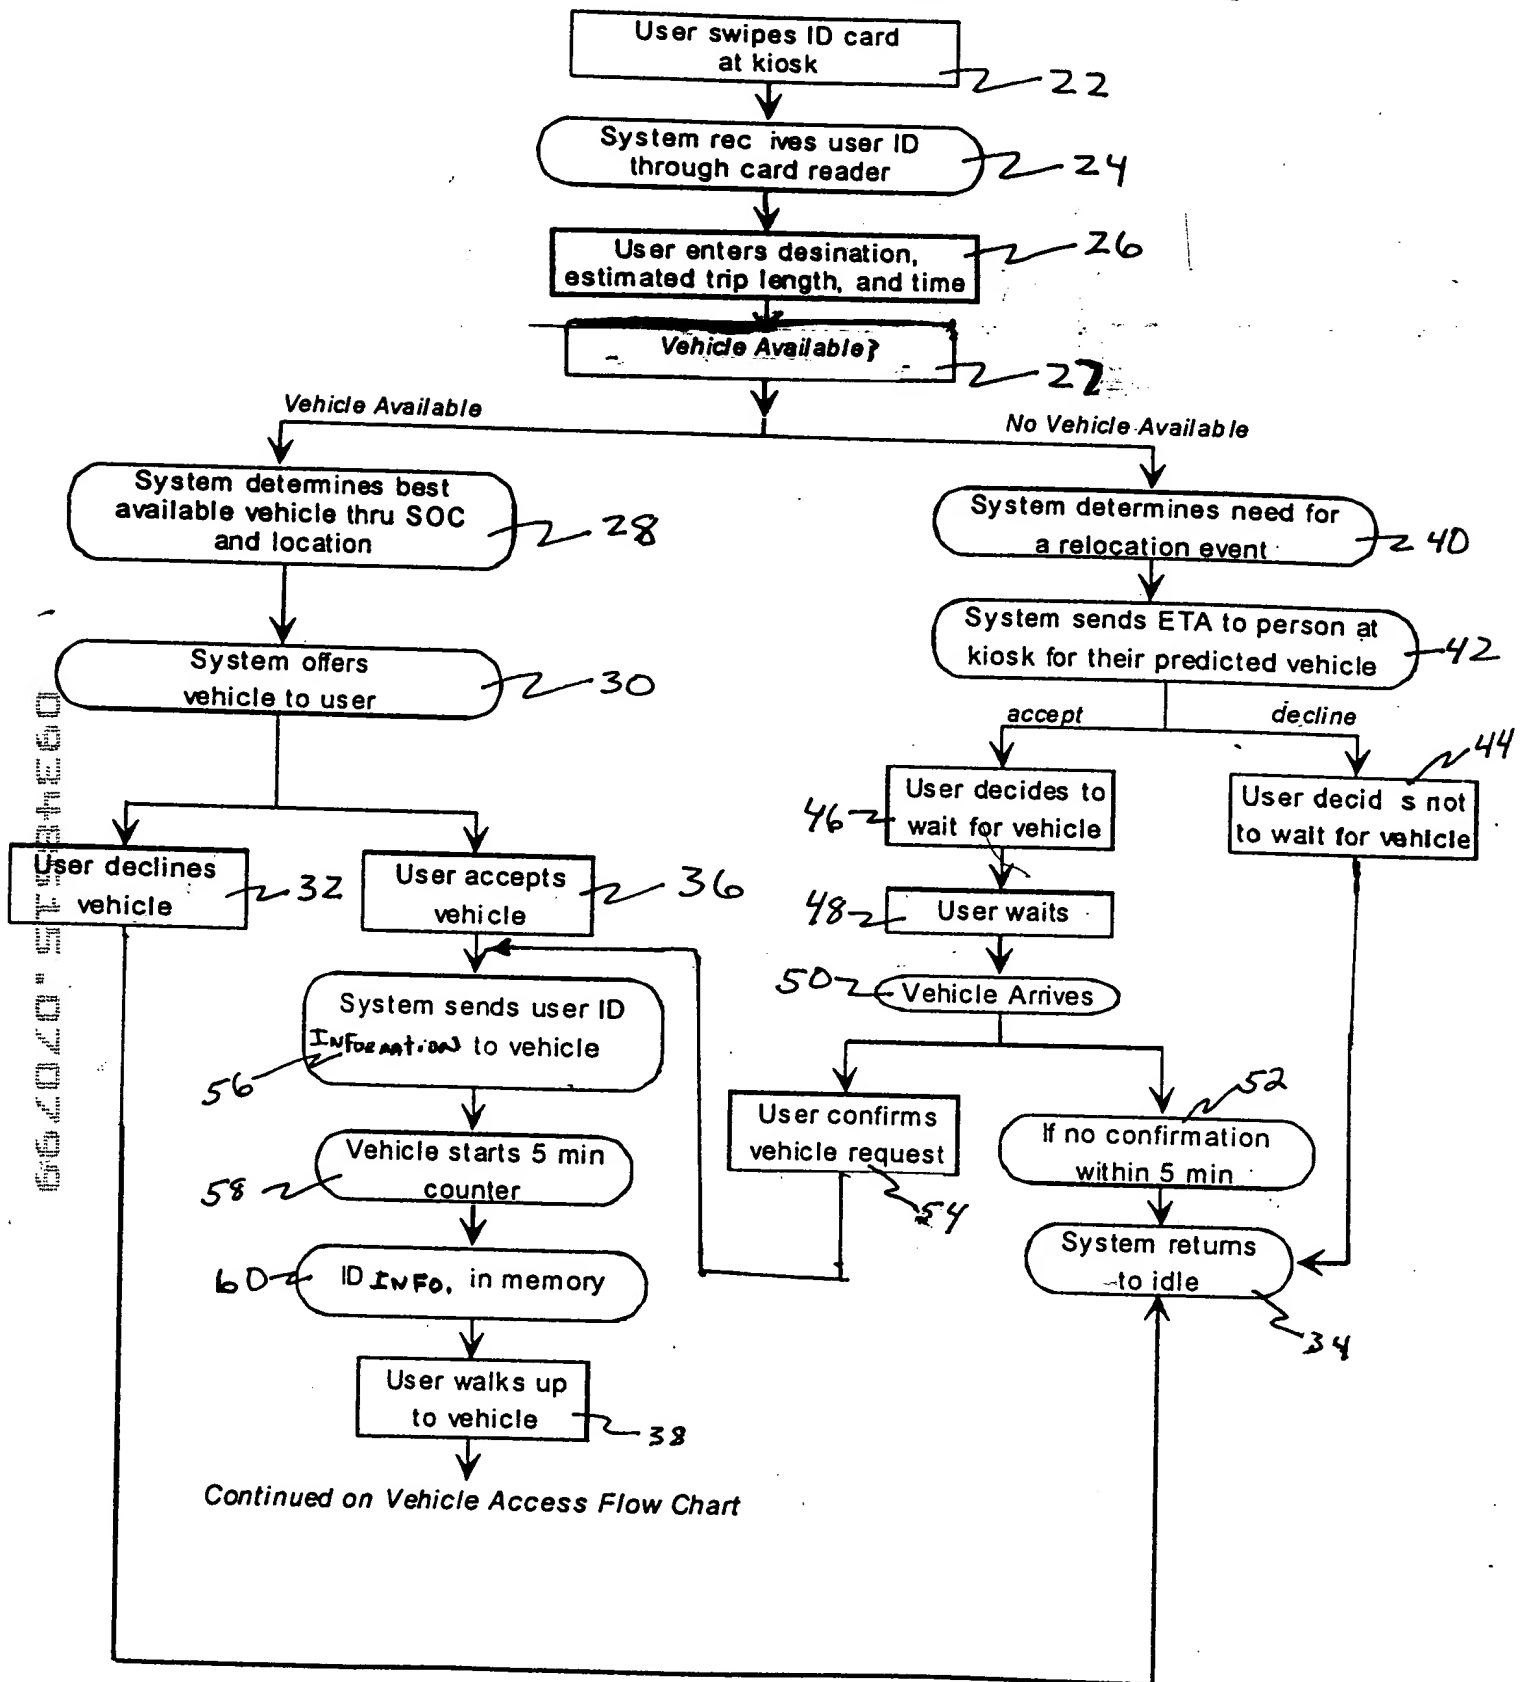 User swipes ID card
at kiosk
22
System rec ives user ID
through card reader
24
User enters desination,
estimated trip length, and time
26
Vehicle Available?
27
Vehicle Available
No Vehicle Available
System determines best
available vehicle thru SOC
and location
28
System determines need for
a relocation event
40
System offers
vehicle to user
30
System sends ETA to person at
kiosk for their predicted vehicle
42
accept
decline
User declines
vehicle
32
User accepts
vehicle
36
46
User decides to
wait for vehicle
44
User decid s not
to wait for vehicle
48
User waits
50
Vehicle Arrives
System sends user ID
INFORMATION to vehicle
56
User confirms
vehicle request
54
52
If no confirmation
within 5 min
Vehicle starts 5 min
counter
58
System returns
to idle
34
60
ID INFO. in memory
User walks up
to vehicle
38
Continued on Vehicle Access Flow Chart